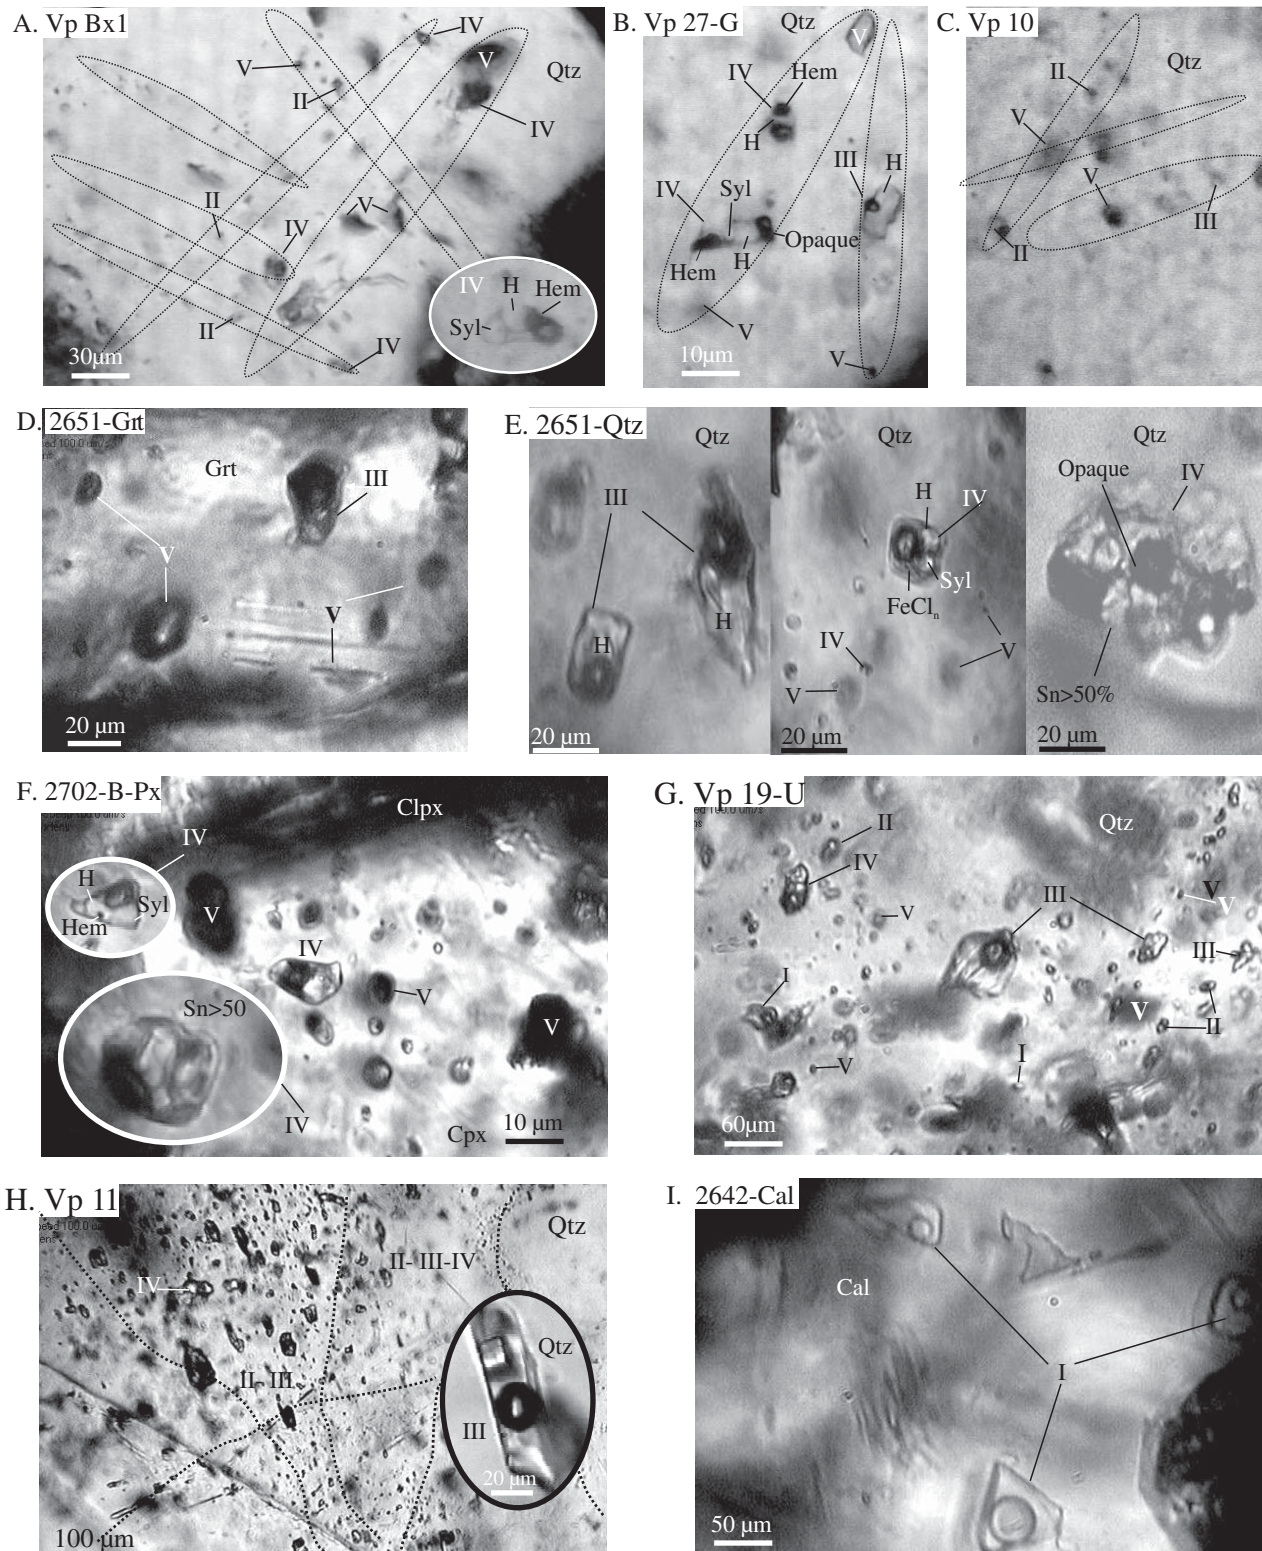 A. Vp Bx1
IV
V
V
II
Qtz
IV
V
II
IV
IV
H
Hem
Syl
II
IV
30µm
B. Vp 27-G
Qtz
V
IV
Hem
H
III
H
IV
Syl
Opaque
Hem
H
V
V
10µm
C. Vp 10
II
Qtz
V
V
III
II
D. 2651-Grt
Grt
III
V
V
20 µm
E. 2651-Qtz
Qtz
III
H
H
20 µm
Qtz
H
IV
Syl
FeCln
IV
V
V
20 µm
Qtz
Opaque
IV
Sn>50%
20 µm
F. 2702-B-Px
Clpx
IV
H
Syl
Hem
V
IV
V
V
Sn>50
IV
Cpx
10 µm
G. Vp 19-U
Qtz
II
IV
III
V
V
V
III
I
V
II
V
I
60µm
H. Vp 11
Qtz
II- III-IV
IV
Qtz
II- III
III
20 µm
100 µm
I. 2642-Cal
Cal
I
50 µm